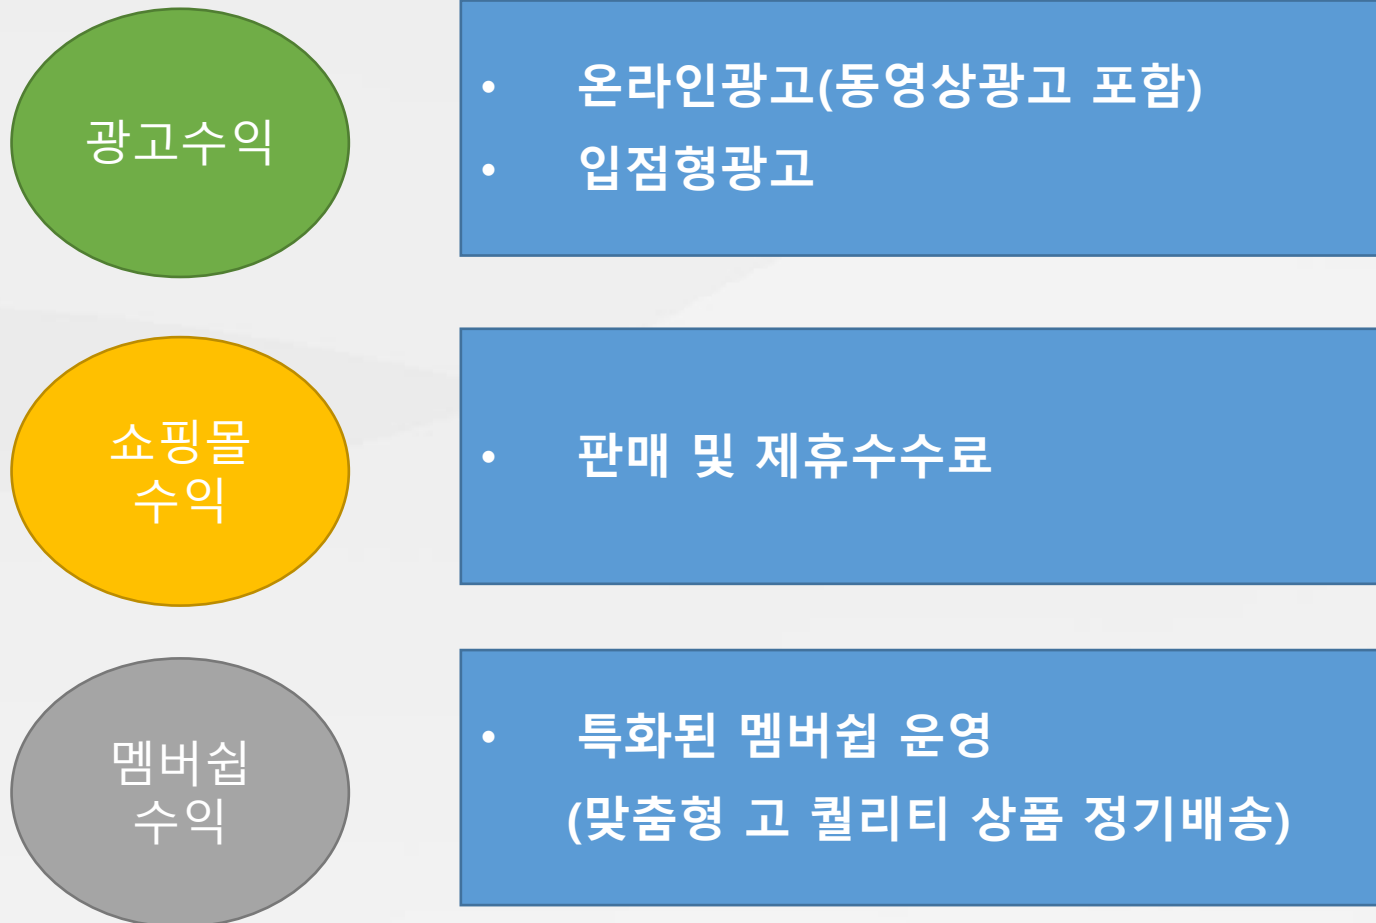 광고수익
• 온라인광고(동영상광고 포함)
• 입점형광고
쇼핑몰
수익
• 판매 및 제휴수수료
멤버쉽
수익
• 특화된 멤버쉽 운영
(맞춤형 고 퀄리티 상품 정기배송)